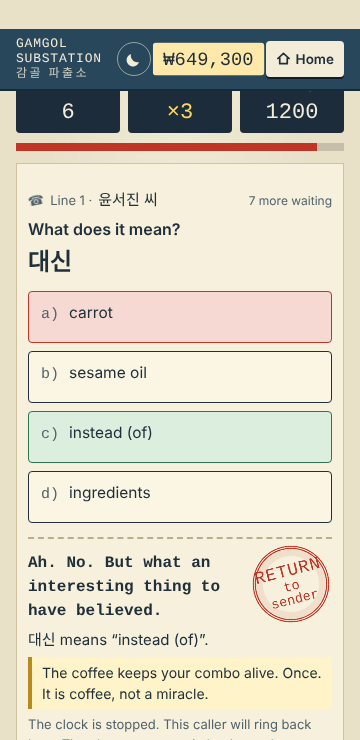 GAMGOL
SUBSTATION
감골 파출소
₩649,300
Home
6
×3
1200
☎ Line 1 · 윤서진 씨
7 more waiting
What does it mean?
대신
a) carrot
b) sesame oil
c) instead (of)
d) ingredients
Ah. No. But what an
interesting thing to
have believed.
RETURN
to
sender
대신 means “instead (of)”.
The coffee keeps your combo alive. Once.
It is coffee, not a miracle.
The clock is stopped. This caller will ring back